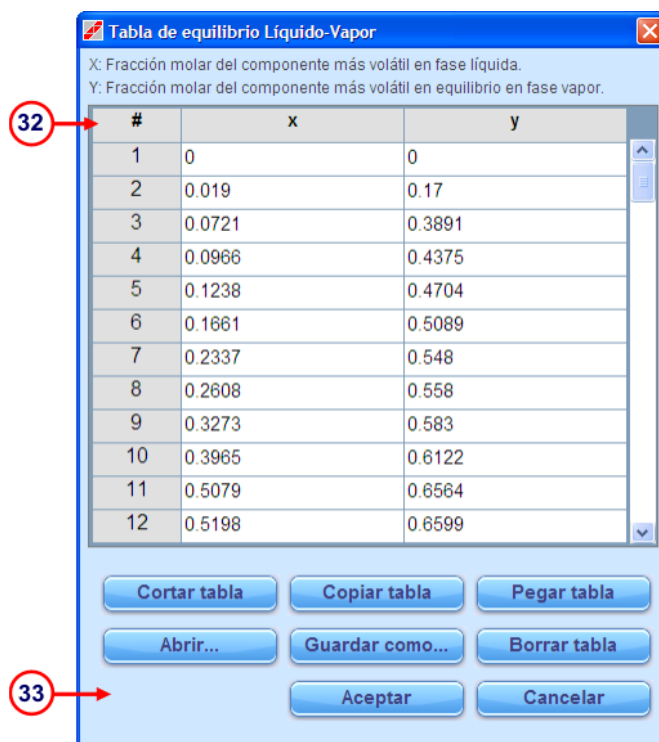 Tabla de equilibrio Líquido-Vapor
X: Fracción molar del componente más volátil en fase líquida.
Y: Fracción molar del componente más volátil en equilibrio en fase vapor.
32
# x y
1 0 0
2 0.019 0.17
3 0.0721 0.3891
4 0.0966 0.4375
5 0.1238 0.4704
6 0.1661 0.5089
7 0.2337 0.548
8 0.2608 0.558
9 0.3273 0.583
10 0.3965 0.6122
11 0.5079 0.6564
12 0.5198 0.6599
Cortar tabla Copiar tabla Pegar tabla
Abrir... Guardar como... Borrar tabla
33
Aceptar Cancelar